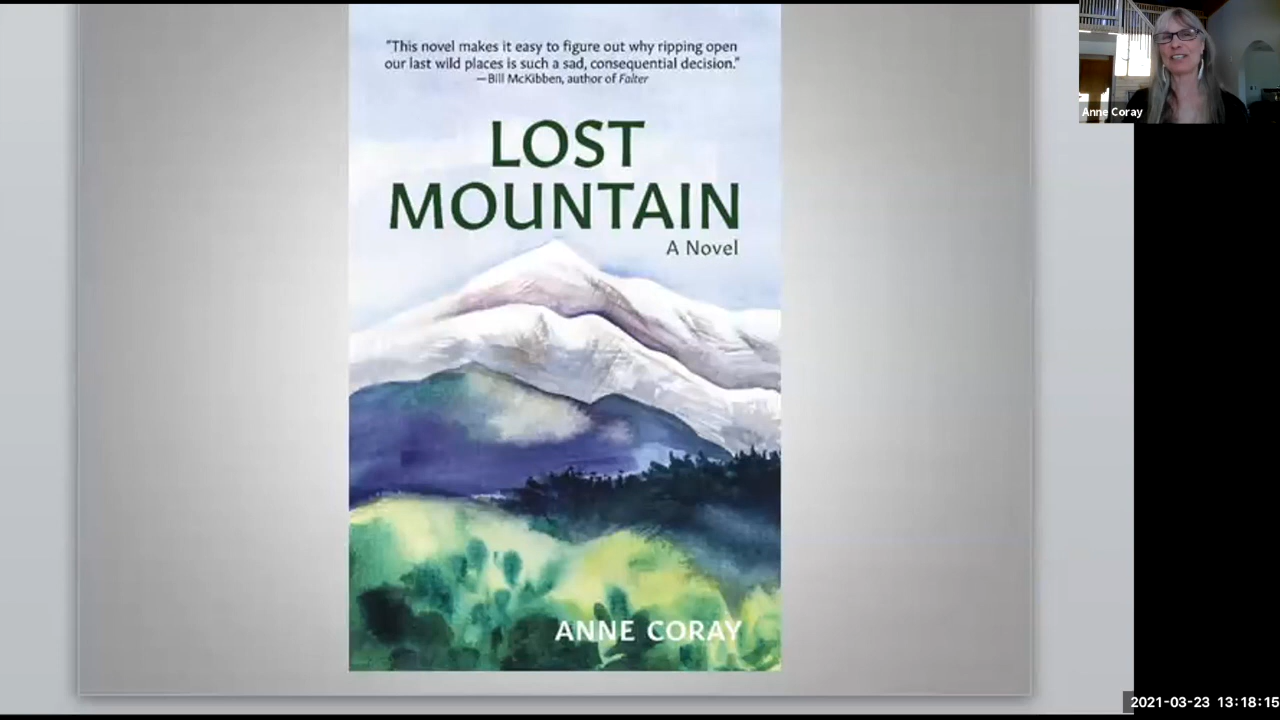 "This novel makes it easy to figure out why ripping open
our last wild places is such a sad, consequential decision."
—Bill McKibben, author of Falter
LOST
MOUNTAIN
A Novel
ANNE CORAY
Anne Coray
2021-03-23 13:18:15